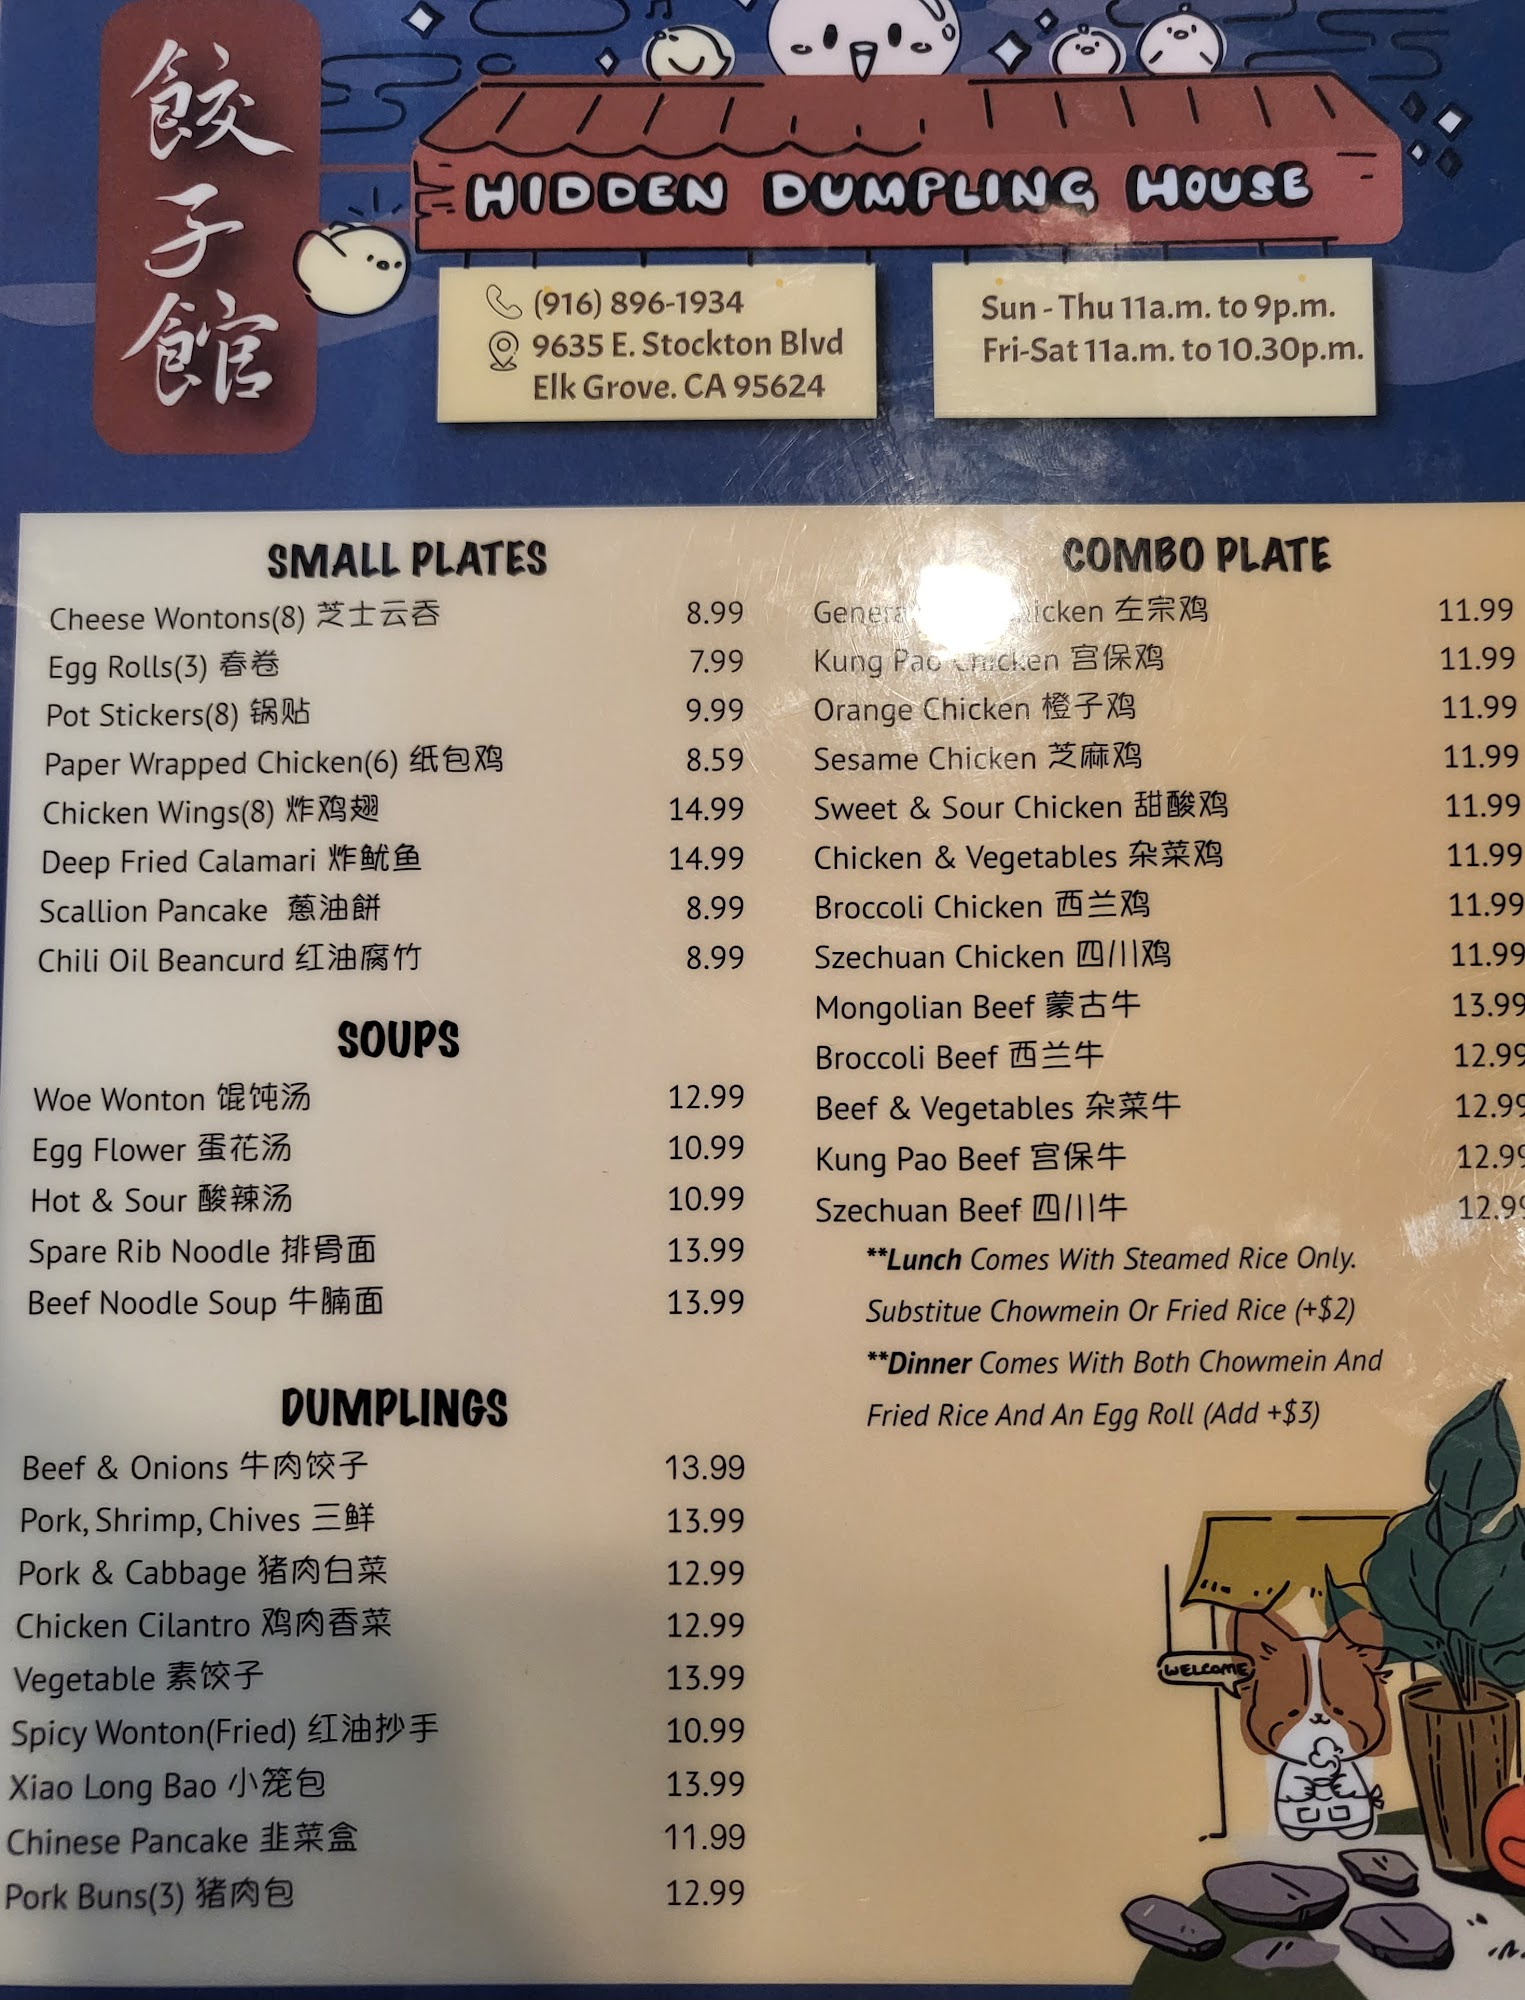 餃子館
HIDDEN DUMPLING HOUSE
(916) 896-1934
9635 E. Stockton Blvd
Elk Grove. CA 95624
Sun - Thu 11a.m. to 9p.m.
Fri-Sat 11a.m. to 10.30p.m.
SMALL PLATES
Cheese Wontons(8) 芝士云吞 8.99
Egg Rolls(3) 春卷 7.99
Pot Stickers(8) 锅贴 9.99
Paper Wrapped Chicken(6) 纸包鸡 8.59
Chicken Wings(8) 炸鸡翅 14.99
Deep Fried Calamari 炸鱿鱼 14.99
Scallion Pancake 蔥油餅 8.99
Chili Oil Beancurd 红油腐竹 8.99
SOUPS
Woe Wonton 馄饨汤 12.99
Egg Flower 蛋花汤 10.99
Hot & Sour 酸辣汤 10.99
Spare Rib Noodle 排骨面 13.99
Beef Noodle Soup 牛腩面 13.99
DUMPLINGS
Beef & Onions 牛肉饺子 13.99
Pork, Shrimp, Chives 三鲜 13.99
Pork & Cabbage 猪肉白菜 12.99
Chicken Cilantro 鸡肉香菜 12.99
Vegetable 素饺子 13.99
Spicy Wonton(Fried) 红油抄手 10.99
Xiao Long Bao 小笼包 13.99
Chinese Pancake 韭菜盒 11.99
Pork Buns(3) 猪肉包 12.99
COMBO PLATE
Chicken 左宗鸡 11.99
Kung Pao Chicken 宫保鸡 11.99
Orange Chicken 橙子鸡 11.99
Sesame Chicken 芝麻鸡 11.99
Sweet & Sour Chicken 甜酸鸡 11.99
Chicken & Vegetables 杂菜鸡 11.99
Broccoli Chicken 西兰鸡 11.99
Szechuan Chicken 四川鸡 11.99
Mongolian Beef 蒙古牛 13.99
Broccoli Beef 西兰牛 12.99
Beef & Vegetables 杂菜牛 12.99
Kung Pao Beef 宫保牛 12.99
Szechuan Beef 四川牛 12.99
**Lunch Comes With Steamed Rice Only.
Substitue Chowmein Or Fried Rice (+$2)
**Dinner Comes With Both Chowmein And
Fried Rice And An Egg Roll (Add +$3)
WELCOME